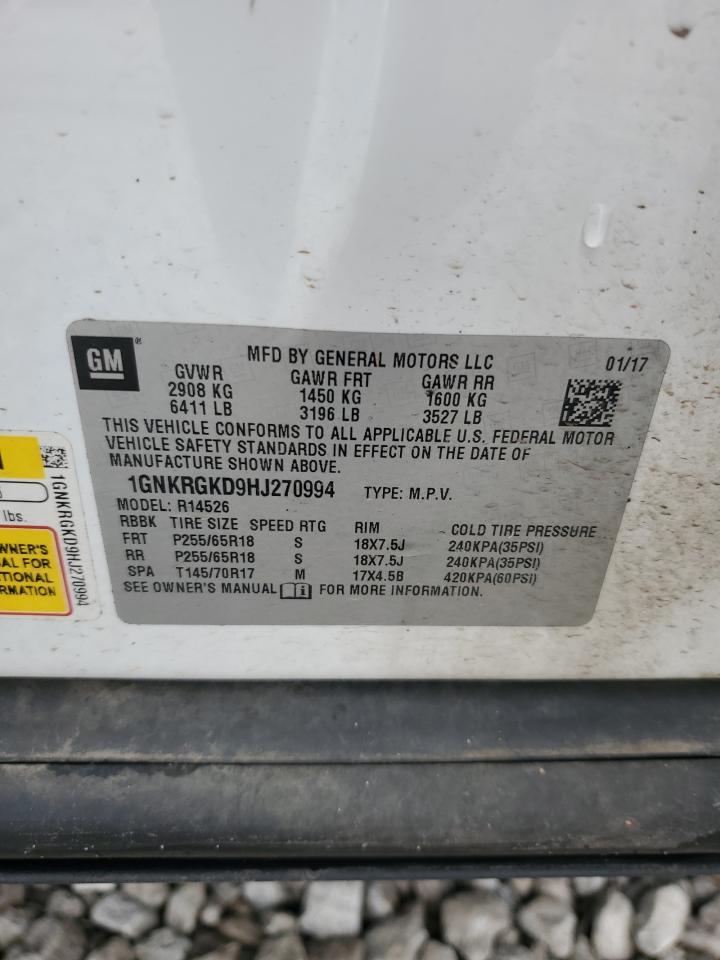 GM
MFD BY GENERAL MOTORS LLC 01/17
GVWR GAWR FRT GAWR RR
2908 KG 1450 KG 1600 KG
6411 LB 3196 LB 3527 LB
THIS VEHICLE CONFORMS TO ALL APPLICABLE U.S. FEDERAL MOTOR
VEHICLE SAFETY STANDARDS IN EFFECT ON THE DATE OF
MANUFACTURE SHOWN ABOVE.
1GNKRGKD9HJ270994 TYPE: M.P.V.
MODEL: R14526
RBBK TIRE SIZE SPEED RTG RIM COLD TIRE PRESSURE
FRT P255/65R18 S 18X7.5J 240KPA(35PSI)
RR P255/65R18 S 18X7.5J 240KPA(35PSI)
SPA T145/70R17 M 17X4.5B 420KPA(60PSI)
SEE OWNER'S MANUAL FOR MORE INFORMATION.
lbs.
WNER'S
AL FOR
TIONAL
RMATION
1GNKRGKD9HJ270994